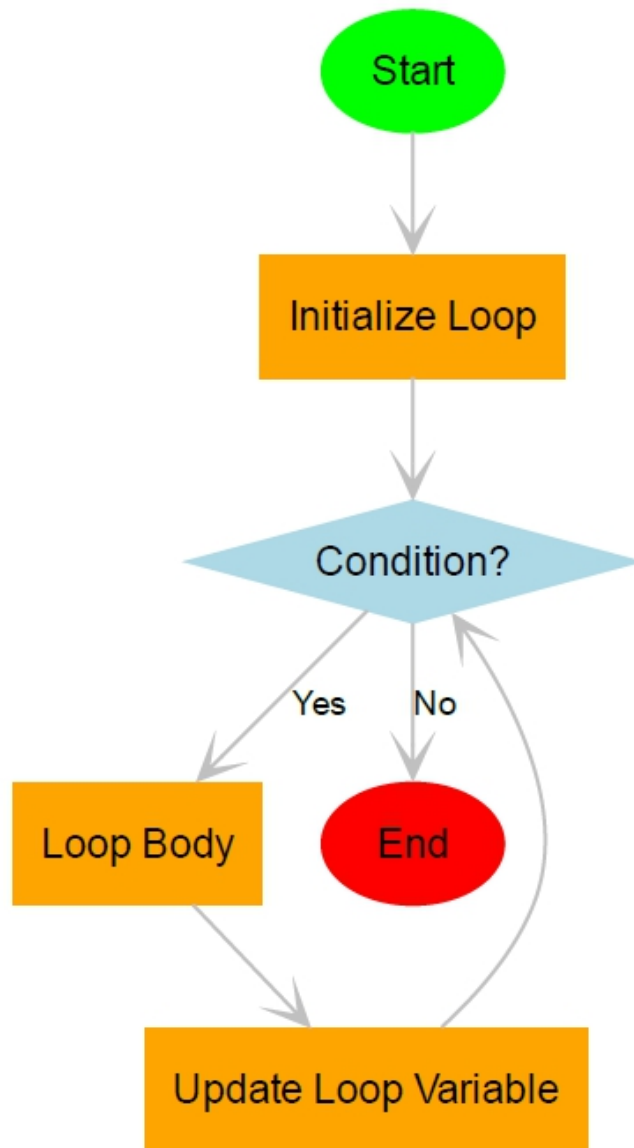 Start
Initialize Loop
Condition?
Yes
No
Loop Body
End
Update Loop Variable